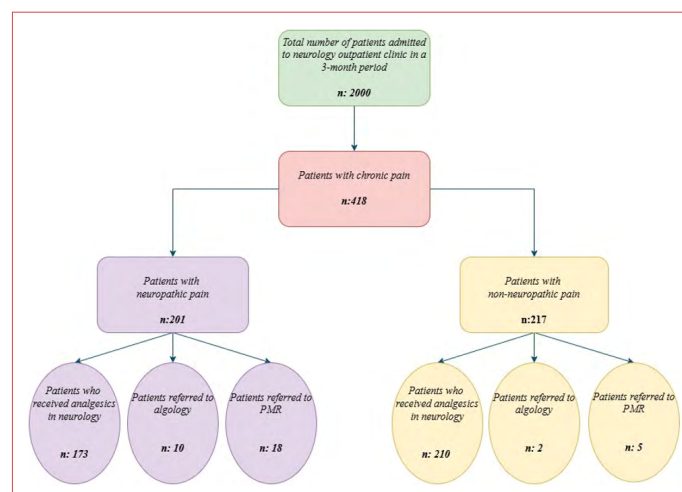 Total number of patients admitted
to neurology outpatient clinic in a
3-month period
n: 2000
Patients with chronic pain
n:418
Patients with
neuropathic pain
n:201
Patients with
non-neuropathic pain
n:217
Patients who
received analgesics
in neurology
n: 173
Patients referred to
algology
n: 10
Patients referred to
PMR
n: 18
Patients who
received analgesics in
neurology
n: 210
Patients referred to
algology
n: 2
Patients referred to
PMR
n: 5